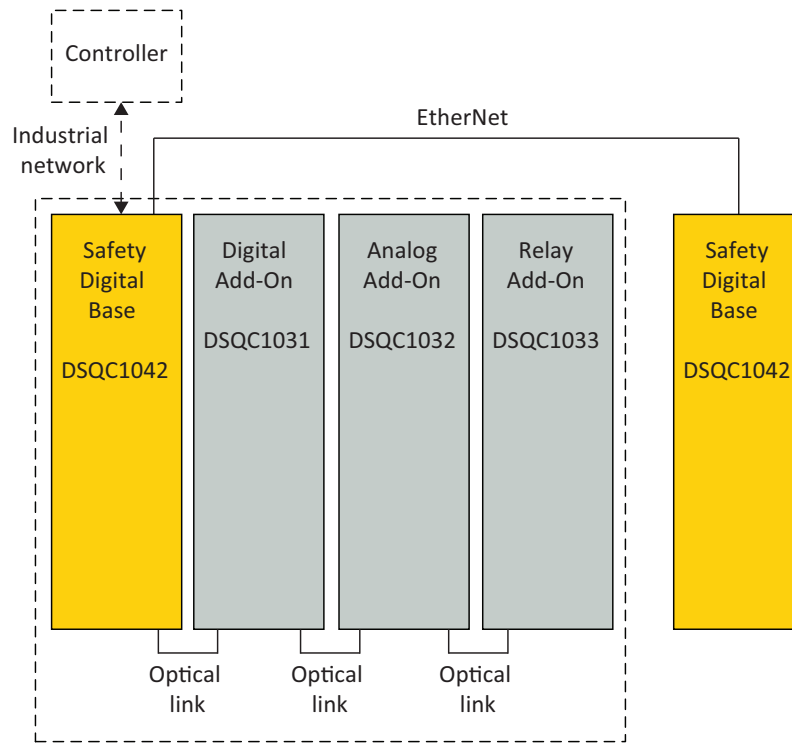 Controller
Industrial
network
EtherNet
Safety
Digital
Base
DSQC1042
Digital
Add-On
DSQC1031
Analog
Add-On
DSQC1032
Relay
Add-On
DSQC1033
Safety
Digital
Base
DSQC1042
Optical
link
Optical
link
Optical
link